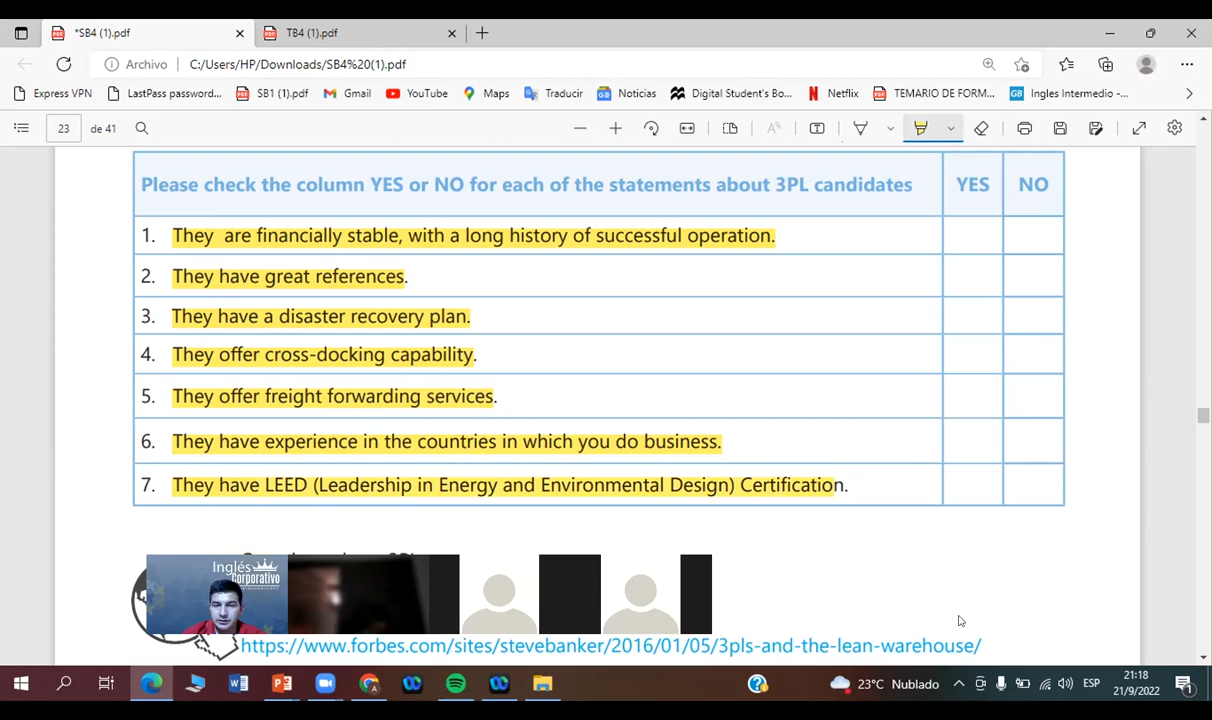 *SB4 (1).pdf
TB4 (1).pdf
Archivo
C:/Users/HP/Downloads/SB4%20(1).pdf
Express VPN
LastPass password...
SB1 (1).pdf
Gmail
YouTube
Maps
Traducir
Noticias
Digital Student's Bo...
Netflix
TEMARIO DE FORM...
Ingles Intermedio -...
23 de 41
Please check the column YES or NO for each of the statements about 3PL candidates YES NO
1. They are financially stable, with a long history of successful operation.
2. They have great references.
3. They have a disaster recovery plan.
4. They offer cross-docking capability.
5. They offer freight forwarding services.
6. They have experience in the countries in which you do business.
7. They have LEED (Leadership in Energy and Environmental Design) Certification.
Inglés
Corporativo
https://www.forbes.com/sites/stevebanker/2016/01/05/3pls-and-the-lean-warehouse/
23°C Nublado
ESP
21:18
21/9/2022